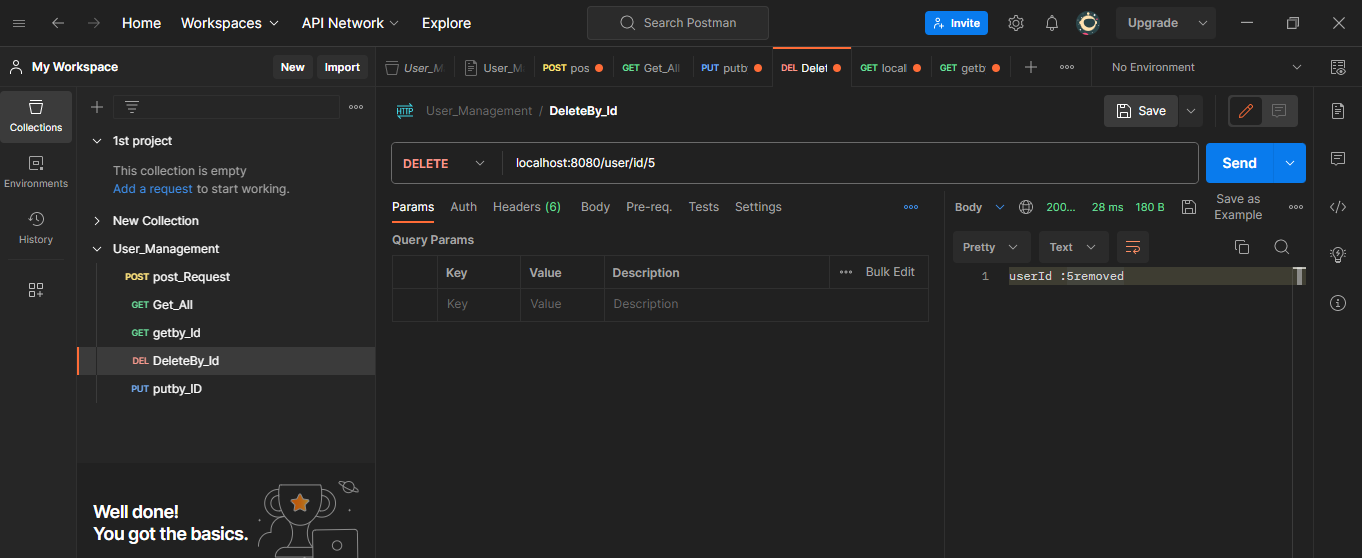 Home Workspaces API Network Explore Search Postman Invite Upgrade
My Workspace New Import User_M User_M POST pos GET Get_All PUT putb DEL Delet GET locall GET getby No Environment
Collections
Environments
History
1st project
This collection is empty
Add a request to start working.
New Collection
User_Management
POST post_Request
GET Get_All
GET getby_Id
DEL DeleteBy_Id
PUT putby_ID
Well done!
You got the basics.
HTTP User_Management / DeleteBy_Id Save
DELETE localhost:8080/user/id/5 Send
Params Auth Headers (6) Body Pre-req. Tests Settings
Query Params
Key Value Description Bulk Edit
Key Value Description
Body 200... 28 ms 180 B Save as Example
Pretty Text
1 userId :5removed